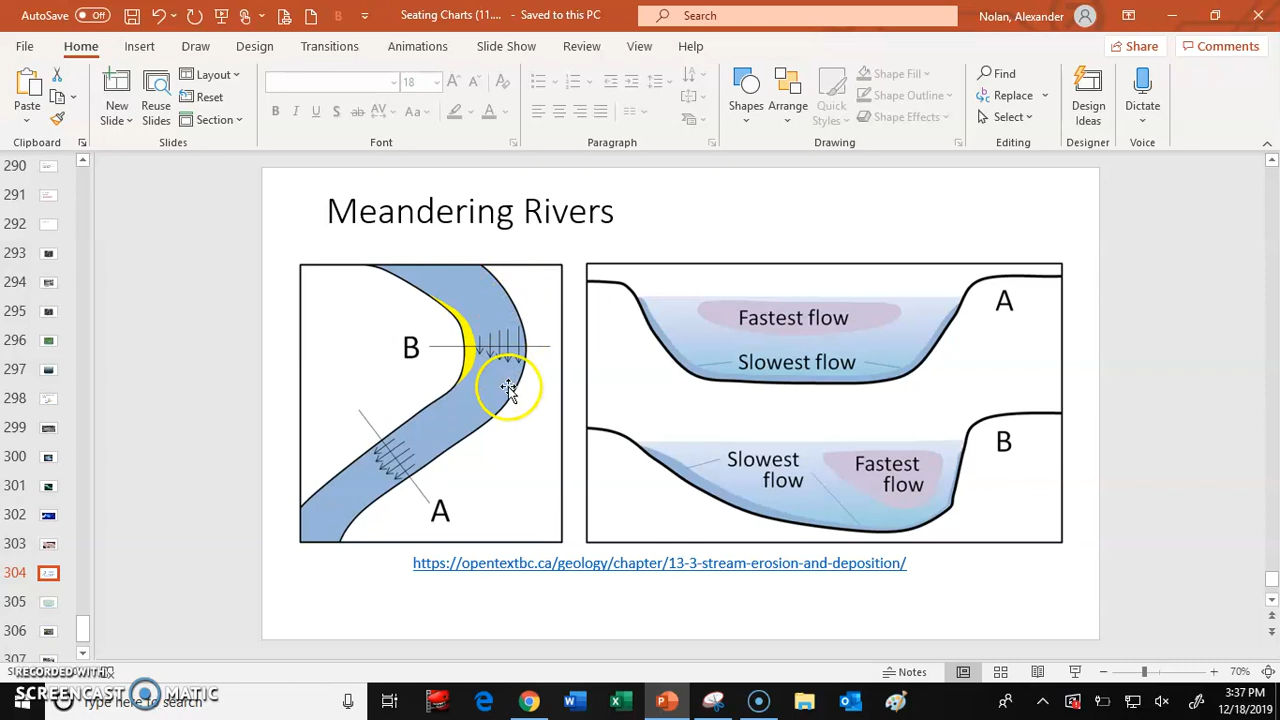 AutoSave Off Seating Charts (11.... - Saved to this PC Search Nolan, Alexander
File Home Insert Draw Design Transitions Animations Slide Show Review View Help Share Comments
Paste New Slide Reuse Slides Layout Reset Section
18
B I U S ab AV Aa A
Shapes Arrange Quick Styles Shape Fill Shape Outline Shape Effects
Find Replace Select
Design Ideas Dictate
Clipboard Slides Font Paragraph Drawing Editing Designer Voice
290
291
292
293
294
295
296
297
298
299
300
301
302
303
304
305
306
307
Meandering Rivers
B
A
Fastest flow
Slowest flow
A
Slowest flow
Fastest flow
B
https://opentextbc.ca/geology/chapter/13-3-stream-erosion-and-deposition/
Notes 70%
RECORDED WITH
SCREENCAST MATIC
Type here to search
3:37 PM
12/18/2019